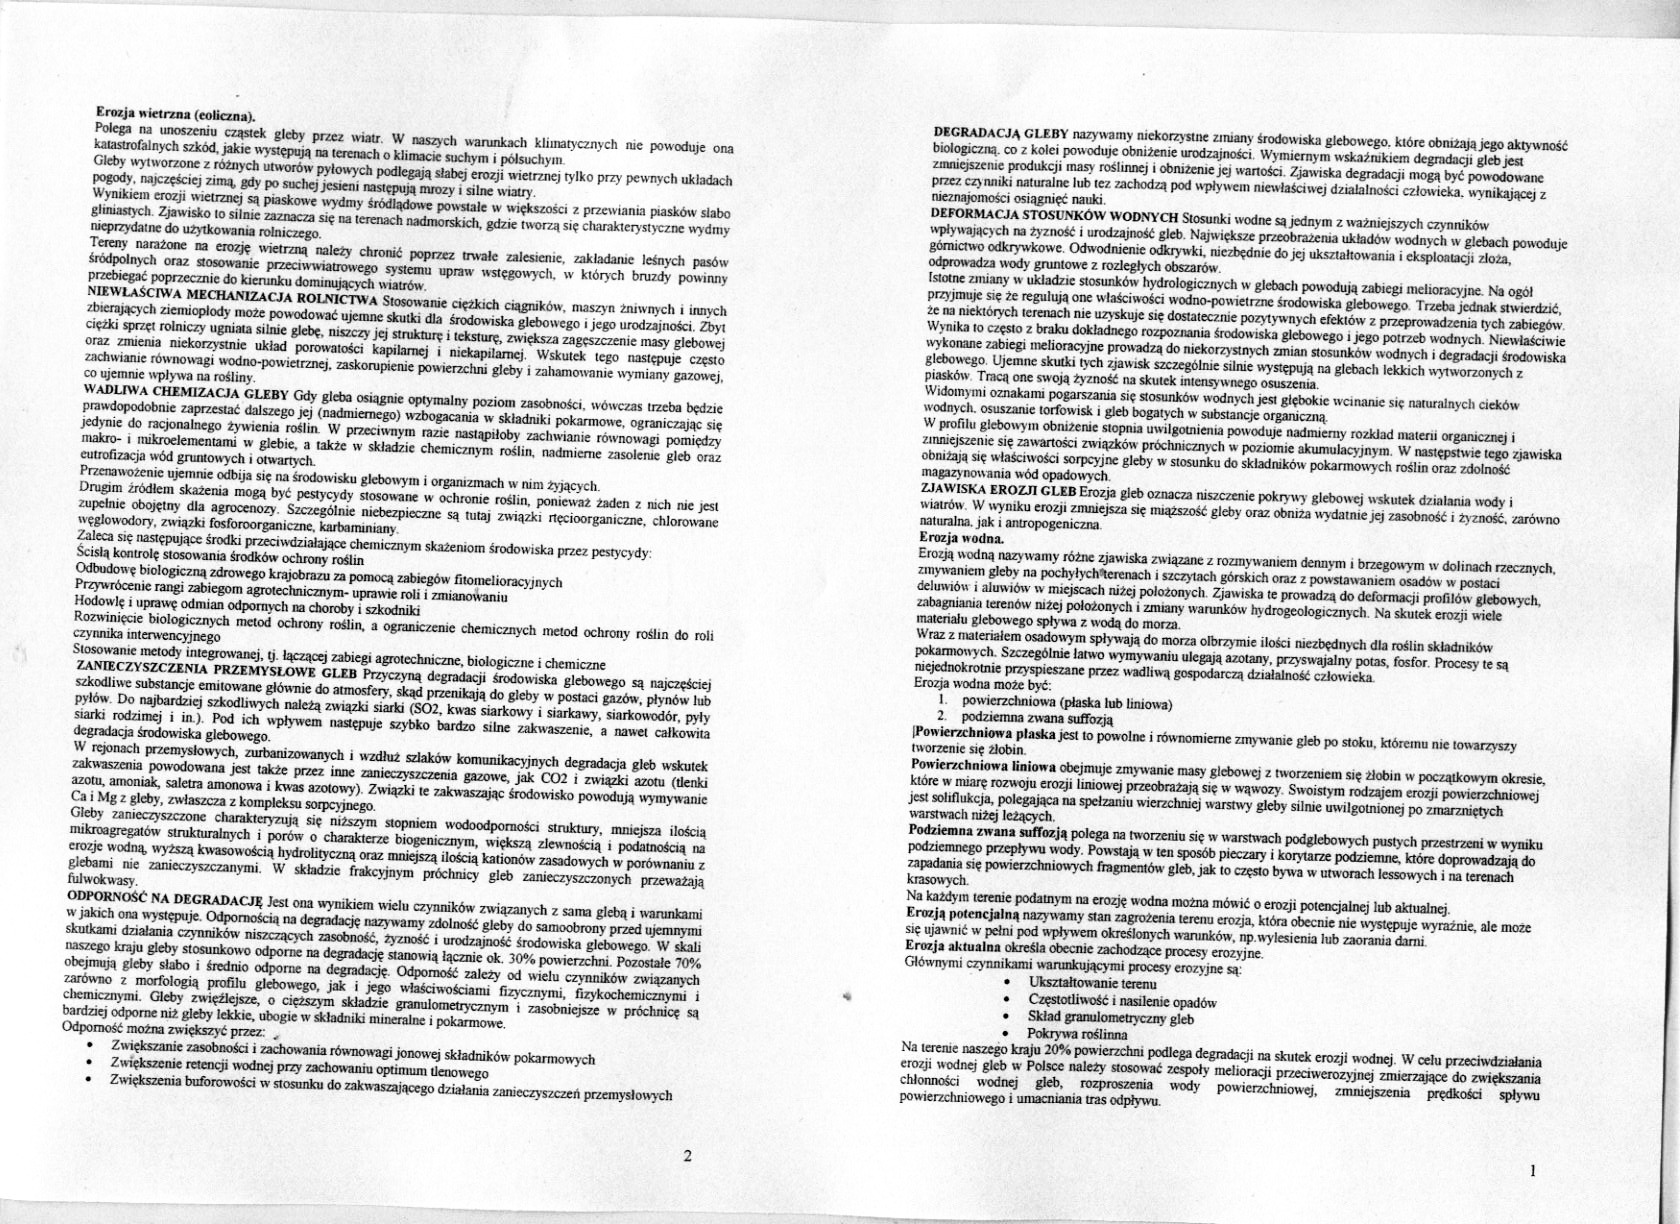 Erozja wietrzna (eoliczna).
Polega na unoszeniu cząstek gleby przez wiatr. W naszych warunkach klimatycznych nie powoduje ona
katastrofalnych szkód, jakie występują na terenach o klimacie suchym i półsuchym.
Gleby wytworzone z różnych utworów pyłowych podlegają słabej erozji wietrznej tylko przy pewnych układach
pogody, najczęściej zimą, gdy po suchej jesieni następują mrozy i silne wiatry.
Wynikiem erozji wietrznej są piaskowe wydmy śródlądowe powstałe w większości z przewiania piasków słabo
gliniastych. Zjawisko to silnie zaznacza się na terenach nadmorskich, gdzie tworzą się charakterystyczne wydmy
nieprzydatne do użytkowania rolniczego.
Tereny narażone na erozję wietrzną należy chronić poprzez trwałe zalesienie, zakładanie leśnych pasów
śródpolnych oraz stosowanie przeciwwiatrowego systemu upraw wstęgowych, w których bruzdy powinny
przebiegać poprzecznie do kierunku dominujących wiatrów.
NIEWŁAŚCIWA MECHANIZACJA ROLNICTWA Stosowanie ciężkich ciągników, maszyn żniwnych i innych
zbierających ziemiopłody może powodować ujemne skutki dla środowiska glebowego i jego urodzajności. Zbyt
ciężki sprzęt rolniczy ugniata silnie glebę, niszczy jej strukturę i teksturę, zwiększa zagęszczenie masy glebowej
oraz zmienia niekorzystnie układ porowatości kapilarnej i niekapilarnej. Wskutek tego następuje często
zachwianie równowagi wodno-powietrznej, zaskorupienie powierzchni gleby i zahamowanie wymiany gazowej,
co ujemnie wpływa na rośliny.
WADLIWA CHEMIZACJA GLEBY Gdy gleba osiągnie optymalny poziom zasobności, wówczas trzeba będzie
prawdopodobnie zaprzestać dalszego jej (nadmiernego) wzbogacania w składniki pokarmowe, ograniczając się
jedynie do racjonalnego żywienia roślin. W przeciwnym razie nastąpiłoby zachwianie równowagi pomiędzy
makro- i mikroelementami w glebie, a także w składzie chemicznym roślin, nadmierne zasolenie gleb oraz
eutrofizacja wód gruntowych i otwartych.
Przenawożenie ujemnie odbija się na środowisku glebowym i organizmach w nim żyjących.
Drugim źródłem skażenia mogą być pestycydy stosowane w ochronie roślin, ponieważ żaden z nich nie jest
zupełnie obojętny dla agrocenozy. Szczególnie niebezpieczne są tutaj związki rtęcioorganiczne, chlorowane
węglowodory, związki fosforoorganiczne, karbaminiany.
Zaleca się następujące środki przeciwdziałające chemicznym skażeniom środowiska przez pestycydy:
Ścisłą kontrolę stosowania środków ochrony roślin
Odbudowę biologiczną zdrowego krajobrazu za pomocą zabiegów fitomelioracyjnych
Przywrócenie rangi zabiegom agrotechnicznym- uprawie roli i zmianowaniu
Hodowlę i uprawę odmian odpornych na choroby i szkodniki
Rozwinięcie biologicznych metod ochrony roślin, a ograniczenie chemicznych metod ochrony roślin do roli
czynnika interwencyjnego
Stosowanie metody integrowanej, tj. łączącej zabiegi agrotechniczne, biologiczne i chemiczne
ZANIECZYSZCZENIA PRZEMYSŁOWE GLEB Przyczyną degradacji środowiska glebowego są najczęściej
szkodliwe substancje emitowane głównie do atmosfery, skąd przenikają do gleby w postaci gazów, płynów lub
pyłów. Do najbardziej szkodliwych należą związki siarki (SO2, kwas siarkowy i siarkawy, siarkowodór, pyły
siarki rodzimej i in.). Pod ich wpływem następuje szybko bardzo silne zakwaszenie, a nawet całkowita
degradacja środowiska glebowego.
W rejonach przemysłowych, zurbanizowanych i wzdłuż szlaków komunikacyjnych degradacja gleb wskutek
zakwaszenia powodowana jest także przez inne zanieczyszczenia gazowe, jak CO2 i związki azotu (tlenki
azotu, amoniak, saletra amonowa i kwas azotowy). Związki te zakwaszając środowisko powodują wymywanie
Ca i Mg z gleby, zwłaszcza z kompleksu sorpcyjnego.
Gleby zanieczyszczone charakteryzują się niższym stopniem wodoodporności struktury, mniejsza ilością
mikroagregatów strukturalnych i porów o charakterze biogenicznym, większą zlewnością i podatnością na
erozje wodną, wyższą kwasowością hydrolityczną oraz mniejszą ilością kationów zasadowych w porównaniu z
glebami nie zanieczyszczanymi. W składzie frakcyjnym próchnicy gleb zanieczyszczonych przeważają
fulwokwasy.
ODPORNOŚĆ NA DEGRADACJĘ Jest ona wynikiem wielu czynników związanych z sama glebą i warunkami
w jakich ona występuje. Odpornością na degradację nazywamy zdolność gleby do samoobrony przed ujemnymi
skutkami działania czynników niszczących zasobność, żyzność i urodzajność środowiska glebowego. W skali
naszego kraju gleby stosunkowo odporne na degradację stanowią łącznie ok. 30% powierzchni. Pozostałe 70%
obejmują gleby słabo i średnio odporne na degradację. Odporność zależy od wielu czynników związanych
zarówno z morfologią profilu glebowego, jak i jego właściwościami fizycznymi, fizykochemicznymi i
chemicznymi. Gleby zwięźlejsze, o cięższym składzie granulometrycznym i zasobniejsze w próchnicę są
bardziej odporne niż gleby lekkie, ubogie w składniki mineralne i pokarmowe.
Odporność można zwiększyć przez:
• Zwiększanie zasobności i zachowania równowagi jonowej składników pokarmowych
• Zwiększenie retencji wodnej przy zachowaniu optimum tlenowego
• Zwiększenia buforowości w stosunku do zakwaszającego działania zanieczyszczeń przemysłowych
2
DEGRADACJĄ GLEBY nazywamy niekorzystne zmiany środowiska glebowego, które obniżają jego aktywność
biologiczną, co z kolei powoduje obniżenie urodzajności. Wymiernym wskaźnikiem degradacji gleb jest
zmniejszenie produkcji masy roślinnej i obniżenie jej wartości. Zjawiska degradacji mogą być powodowane
przez czynniki naturalne lub tez zachodzą pod wpływem niewłaściwej działalności człowieka, wynikającej z
nieznajomości osiągnięć nauki.
DEFORMACJA STOSUNKÓW WODNYCH Stosunki wodne są jednym z ważniejszych czynników
wpływających na żyzność i urodzajność gleb. Największe przeobrażenia układów wodnych w glebach powoduje
górnictwo odkrywkowe. Odwodnienie odkrywki, niezbędnie do jej ukształtowania i eksploatacji złoża,
odprowadza wody gruntowe z rozległych obszarów.
Istotne zmiany w układzie stosunków hydrologicznych w glebach powodują zabiegi melioracyjne. Na ogół
przyjmuje się że regulują one właściwości wodno-powietrzne środowiska glebowego. Trzeba jednak stwierdzić,
że na niektórych terenach nie uzyskuje się dostatecznie pozytywnych efektów z przeprowadzenia tych zabiegów.
Wynika to często z braku dokładnego rozpoznania środowiska glebowego i jego potrzeb wodnych. Niewłaściwie
wykonane zabiegi melioracyjne prowadzą do niekorzystnych zmian stosunków wodnych i degradacji środowiska
glebowego. Ujemne skutki tych zjawisk szczególnie silnie występują na glebach lekkich wytworzonych z
piasków. Tracą one swoją żyzność na skutek intensywnego osuszenia.
Widomymi oznakami pogarszania się stosunków wodnych jest głębokie wcinanie się naturalnych cieków
wodnych, osuszanie torfowisk i gleb bogatych w substancje organiczną.
W profilu glebowym obniżenie stopnia uwilgotnienia powoduje nadmierny rozkład materii organicznej i
zmniejszenie się zawartości związków próchnicznych w poziomie akumulacyjnym. W następstwie tego zjawiska
obniżają się właściwości sorpcyjne gleby w stosunku do składników pokarmowych roślin oraz zdolność
magazynowania wód opadowych.
ZJAWISKA EROZJI GLEB Erozja gleb oznacza niszczenie pokrywy glebowej wskutek działania wody i
wiatrów. W wyniku erozji zmniejsza się miąższość gleby oraz obniża wydatnie jej zasobność i żyzność, zarówno
naturalna, jak i antropogeniczna.
Erozja wodna.
Erozją wodną nazywamy różne zjawiska związane z rozmywaniem dennym i brzegowym w dolinach rzecznych,
zmywaniem gleby na pochyłych terenach i szczytach górskich oraz z powstawaniem osadów w postaci
deluwiów i aluwiów w miejscach niżej położonych. Zjawiska te prowadzą do deformacji profilów glebowych,
zabagniania terenów niżej położonych i zmiany warunków hydrogeologicznych. Na skutek erozji wiele
materiału glebowego spływa z wodą do morza.
Wraz z materiałem osadowym spływają do morza olbrzymie ilości niezbędnych dla roślin składników
pokarmowych. Szczególnie łatwo wymywaniu ulegają azotany, przyswajalny potas, fosfor. Procesy te są
niejednokrotnie przyspieszane przez wadliwą gospodarczą działalność człowieka.
Erozja wodna może być:
1. powierzchniowa (płaska lub liniowa)
2. podziemna zwana suffozją
Powierzchniowa płaska jest to powolne i równomierne zmywanie gleb po stoku, któremu nie towarzyszy
tworzenie się żłobin.
Powierzchniowa liniowa obejmuje zmywanie masy glebowej z tworzeniem się żłobin w początkowym okresie,
które w miarę rozwoju erozji liniowej przeobrażają się w wąwozy. Swoistym rodzajem erozji powierzchniowej
jest soliflukcja, polegająca na spełzaniu wierzchniej warstwy gleby silnie uwilgotnionej po zmarzniętych
warstwach niżej leżących.
Podziemna zwana suffozją polega na tworzeniu się w warstwach podglebowych pustych przestrzeni w wyniku
podziemnego przepływu wody. Powstają w ten sposób pieczary i korytarze podziemne, które doprowadzają do
zapadania się powierzchniowych fragmentów gleb, jak to często bywa w utworach lessowych i na terenach
krasowych.
Na każdym terenie podatnym na erozję wodna można mówić o erozji potencjalnej lub aktualnej.
Erozją potencjalną nazywamy stan zagrożenia terenu erozja, która obecnie nie występuje wyraźnie, ale może
się ujawnić w pełni pod wpływem określonych warunków, np.wylesienia lub zaorania darni.
Erozja aktualna określa obecnie zachodzące procesy erozyjne.
Głównymi czynnikami warunkującymi procesy erozyjne są:
• Ukształtowanie terenu
• Częstotliwość i nasilenie opadów
• Skład granulometryczny gleb
• Pokrywa roślinna
Na terenie naszego kraju 20% powierzchni podlega degradacji na skutek erozji wodnej. W celu przeciwdziałania
erozji wodnej gleb w Polsce należy stosować zespoły melioracji przeciwerozyjnej zmierzające do zwiększania
chłonności wodnej gleb, rozproszenia wody powierzchniowej, zmniejszenia prędkości spływu
powierzchniowego i umacniania tras odpływu.
1